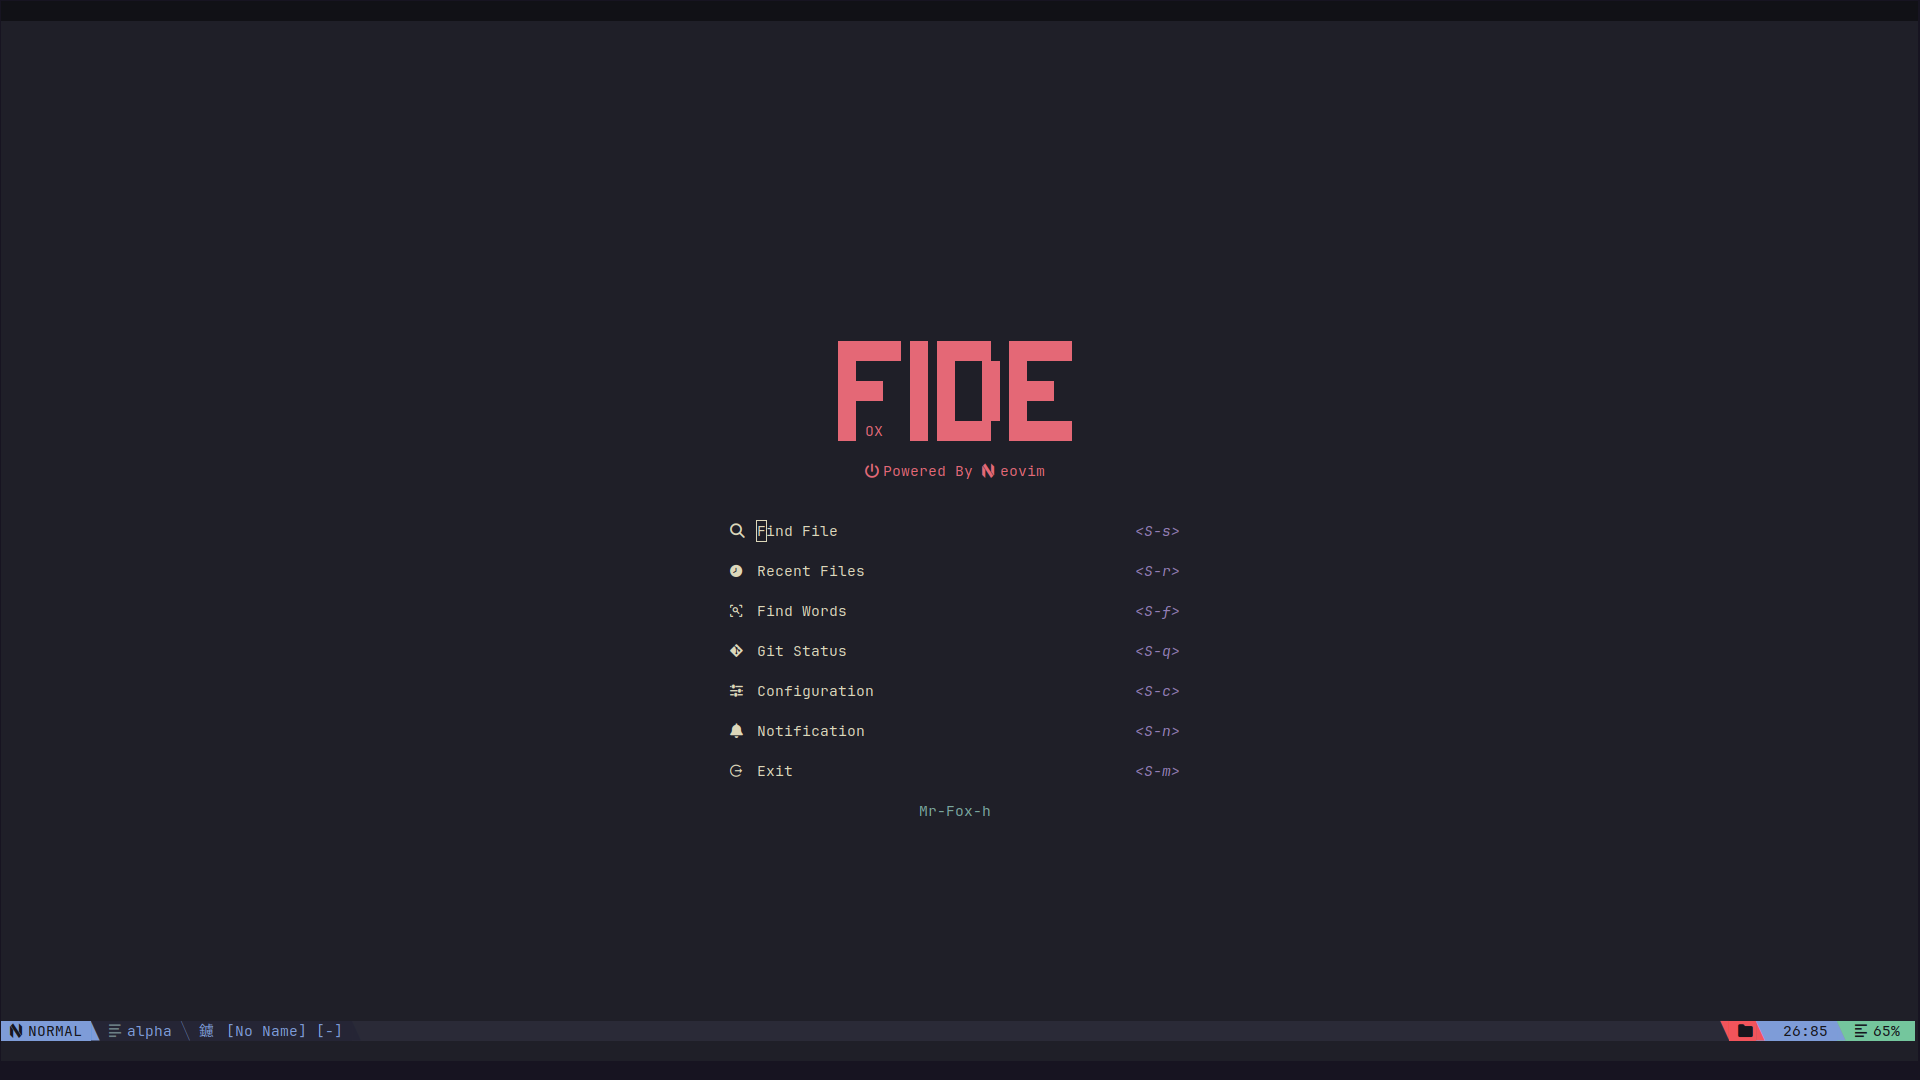 FIDE
OX
Powered By Neovim
Find File <S-s>
Recent Files <S-r>
Find Words <S-f>
Git Status <S-q>
Configuration <S-c>
Notification <S-n>
Exit <S-m>
Mr-Fox-h
NORMAL alpha [No Name] [-] 26:85 65%